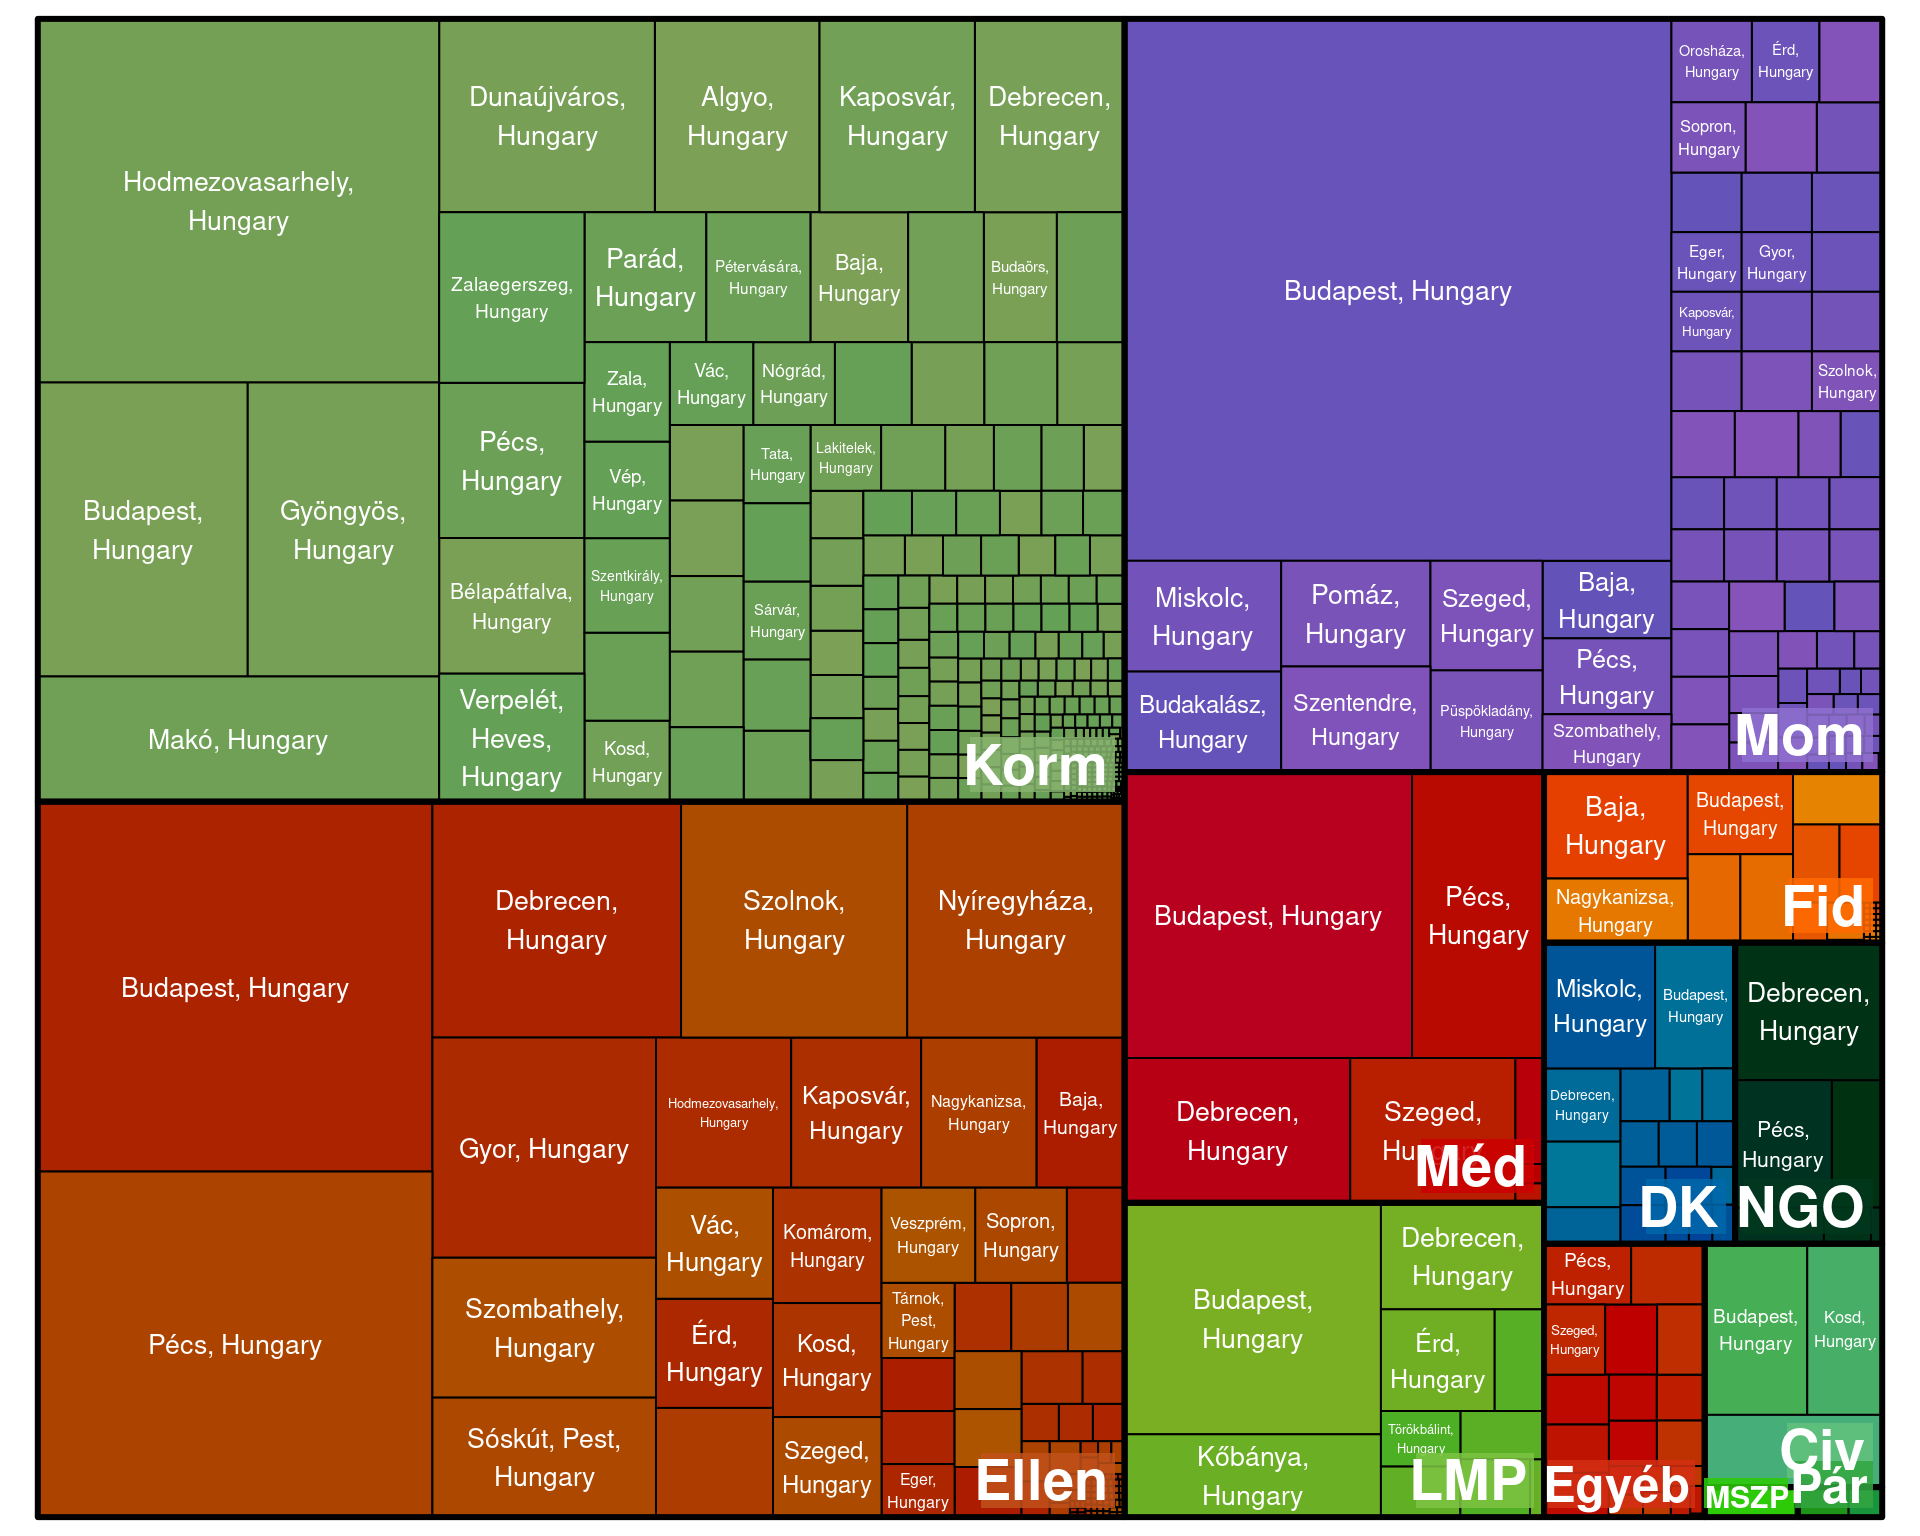 Hodmezovasarhely,
Hungary
Dunaújváros,
Hungary
Algyo,
Hungary
Kaposvár,
Hungary
Debrecen,
Hungary
Zalaegerszeg,
Hungary
Parád,
Hungary
Pétervására,
Hungary
Baja,
Hungary
Budaörs,
Hungary
Zala,
Hungary
Vác,
Hungary
Nógrád,
Hungary
Budapest,
Hungary
Gyöngyös,
Hungary
Pécs,
Hungary
Vép,
Hungary
Tata,
Hungary
Lakitelek,
Hungary
Bélapátfalva,
Hungary
Szentkirály,
Hungary
Sárvár,
Hungary
Makó, Hungary
Verpelét,
Heves,
Hungary
Kosd,
Hungary
Korm
Budapest, Hungary
Orosháza,
Hungary
Érd,
Hungary
Sopron,
Hungary
Eger,
Hungary
Gyor,
Hungary
Kaposvár,
Hungary
Szolnok,
Hungary
Miskolc,
Hungary
Pomáz,
Hungary
Szeged,
Hungary
Baja,
Hungary
Pécs,
Hungary
Budakalász,
Hungary
Szentendre,
Hungary
Püspökladány,
Hungary
Szombathely,
Hungary
Mom
Budapest, Hungary
Debrecen,
Hungary
Szolnok,
Hungary
Nyíregyháza,
Hungary
Pécs, Hungary
Gyor, Hungary
Hodmezovasarhely,
Hungary
Kaposvár,
Hungary
Nagykanizsa,
Hungary
Baja,
Hungary
Szombathely,
Hungary
Vác,
Hungary
Komárom,
Hungary
Veszprém,
Hungary
Sopron,
Hungary
Érd,
Hungary
Kosd,
Hungary
Tárnok,
Pest,
Hungary
Sóskút, Pest,
Hungary
Szeged,
Hungary
Eger,
Hungary
Ellen
Budapest, Hungary
Pécs,
Hungary
Debrecen,
Hungary
Szeged,
Hungary
Méd
Baja,
Hungary
Budapest,
Hungary
Nagykanizsa,
Hungary
Fid
Miskolc,
Hungary
Budapest,
Hungary
Debrecen,
Hungary
DK
Debrecen,
Hungary
Pécs,
Hungary
NGO
Budapest,
Hungary
Debrecen,
Hungary
Érd,
Hungary
Törökbálint,
Hungary
Kőbánya,
Hungary
LMP
Pécs,
Hungary
Szeged,
Hungary
Egyéb
Budapest,
Hungary
Kosd,
Hungary
Civ
MSZP
Pár